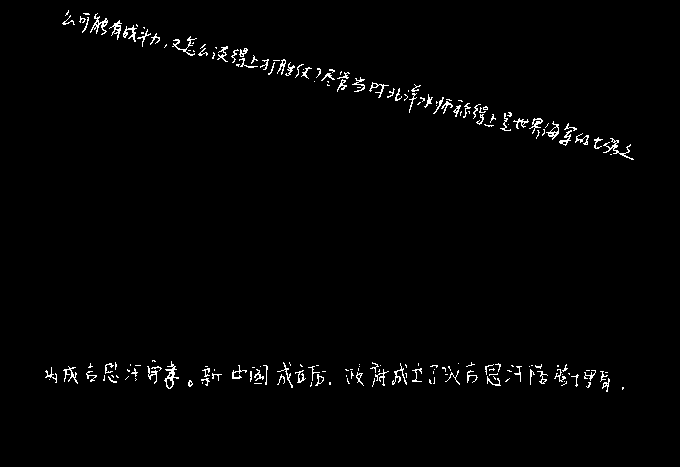 么可能有战斗力，又怎么谈得上打胜仗？尽管当时北洋水师称得上是世界海军的七强之
为成吉思汗守灵。新中国成立后，政府成立了成吉思汗陵管理局，